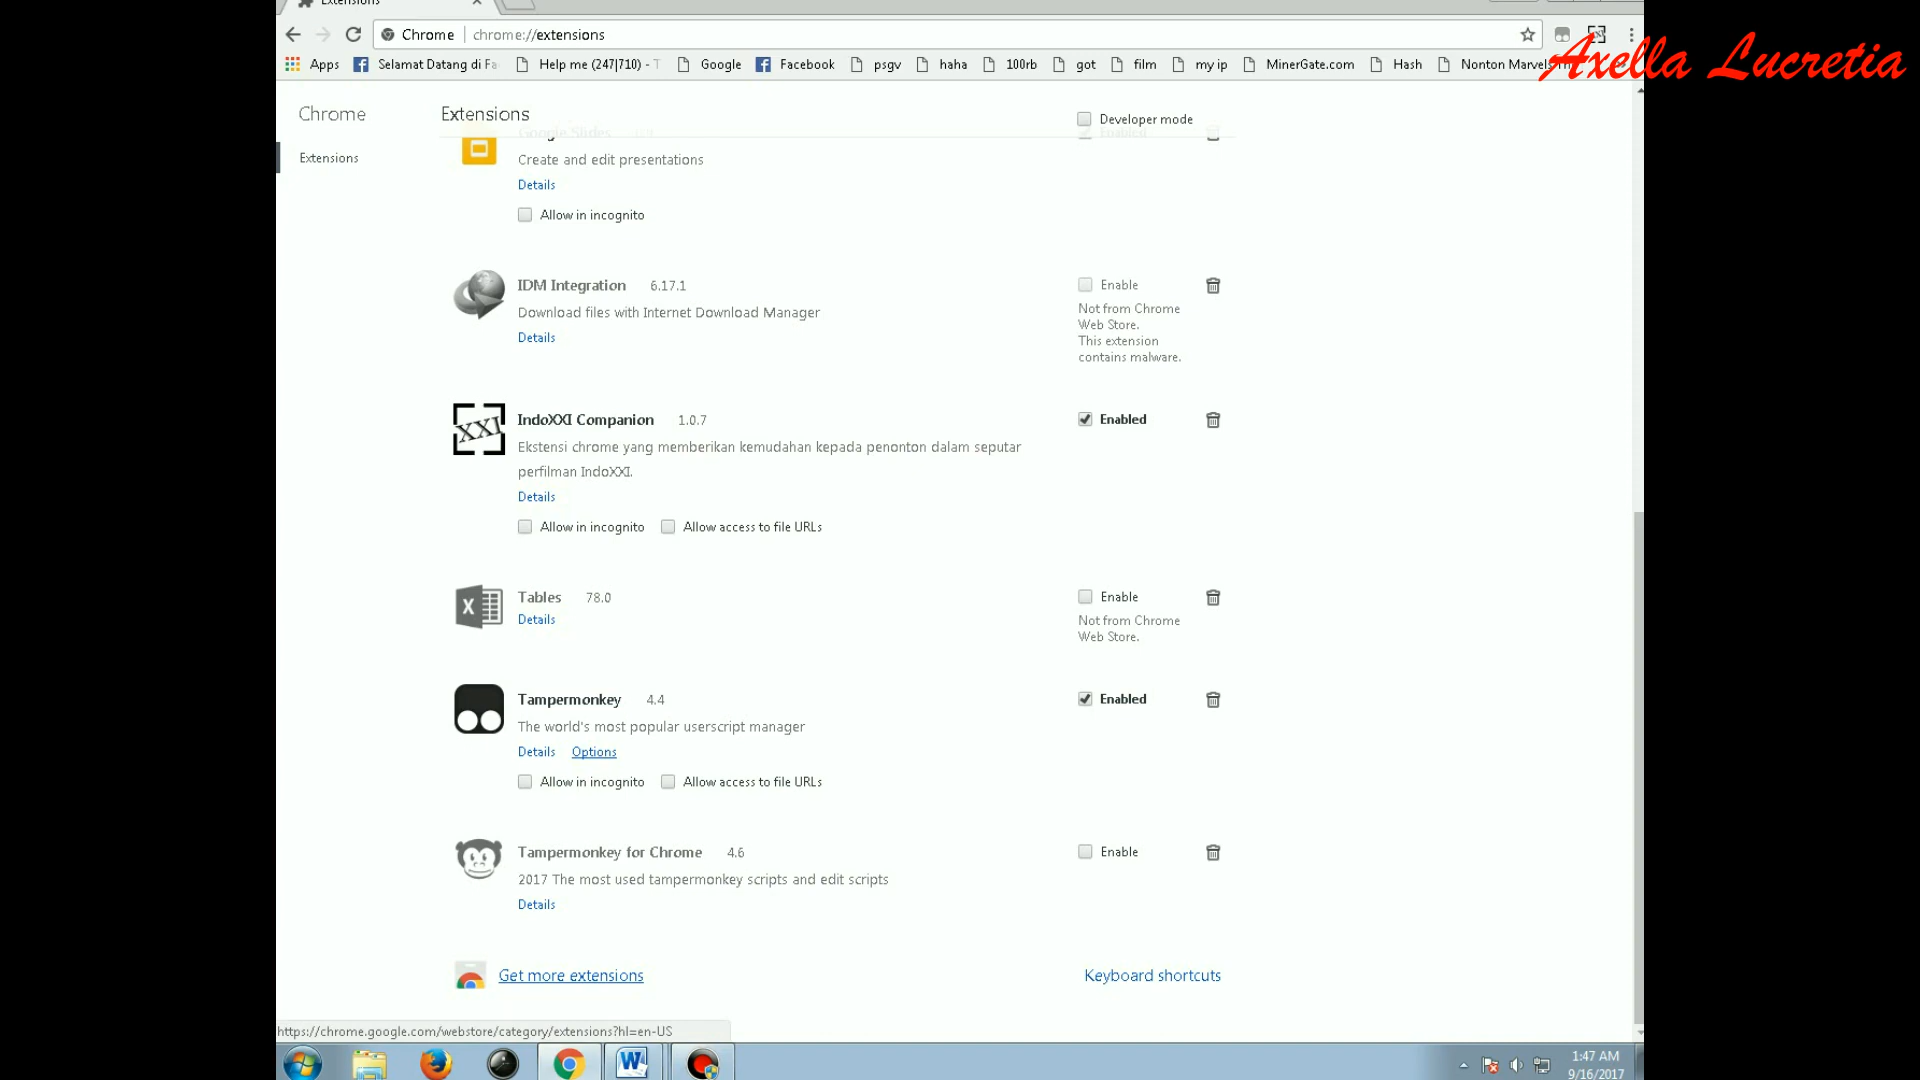 Extensions
Chrome chrome://extensions
Axella Lucretia
Apps Selamat Datang di Fa Help me (247|710) - T Google Facebook psgv haha 100rb got film my ip MinerGate.com Hash Nonton Marvels
Chrome Extensions
Developer mode
Google Slides Enabled
Extensions
Create and edit presentations
Details
Allow in incognito
IDM Integration 6.17.1 Enable
Download files with Internet Download Manager
Details
Not from Chrome
Web Store.
This extension
contains malware.
IndoXXI Companion 1.0.7 Enabled
XXI
Ekstensi chrome yang memberikan kemudahan kepada penonton dalam seputar
perfilman IndoXXI.
Details
Allow in incognito Allow access to file URLs
Tables 78.0 Enable
Details
Not from Chrome
Web Store.
Tampermonkey 4.4 Enabled
The world's most popular userscript manager
Details Options
Allow in incognito Allow access to file URLs
Tampermonkey for Chrome 4.6 Enable
2017 The most used tampermonkey scripts and edit scripts
Details
Get more extensions Keyboard shortcuts
https://chrome.google.com/webstore/category/extensions?hl=en-US
1:47 AM
9/16/2017